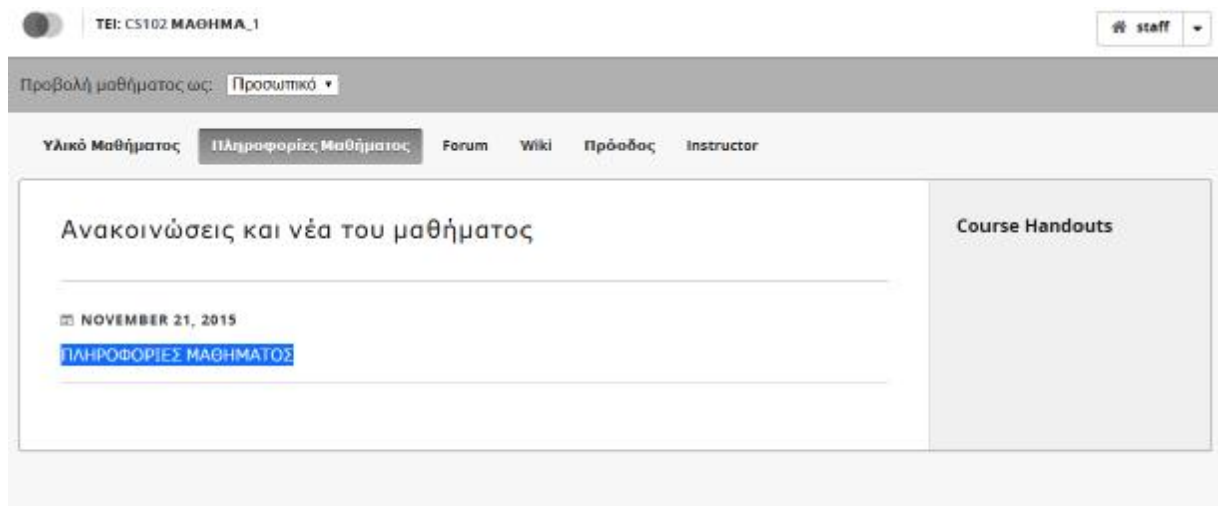 TEI: CS102 ΜΑΘΗΜΑ_1
staff
Προβολή μαθήματος ως: Προσωπικό
Υλικό Μαθήματος Πληροφορίες Μαθήματος Forum Wiki Πρόοδος Instructor
Ανακοινώσεις και νέα του μαθήματος
Course Handouts
NOVEMBER 21, 2015
ΠΛΗΡΟΦΟΡΙΕΣ ΜΑΘΗΜΑΤΟΣ